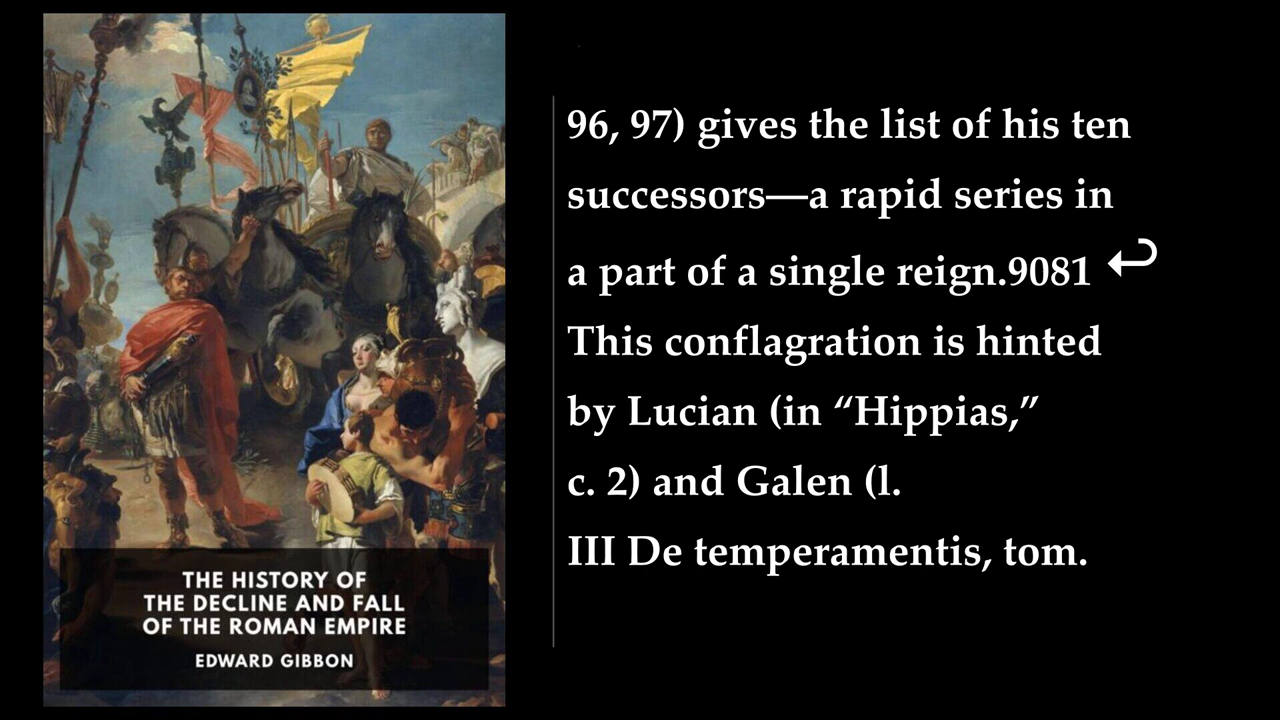 THE HISTORY OF
THE DECLINE AND FALL
OF THE ROMAN EMPIRE
EDWARD GIBBON
96, 97) gives the list of his ten
successors—a rapid series in
a part of a single reign.9081 ↩
This conflagration is hinted
by Lucian (in “Hippias,”
c. 2) and Galen (l.
III De temperamentis, tom.